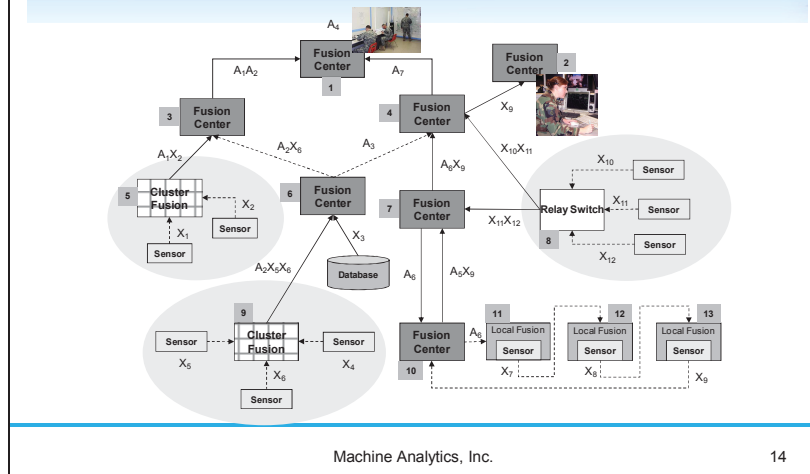 A₄
Fusion
Center
1
Fusion
Center
2
A₁A₂
A₇
3
Fusion
Center
4
Fusion
Center
X₉
A₁X₂
A₂X₆
A₃
X₁₀X₁₁
A₆X₉
5
Cluster
Fusion
X₂
Sensor
X₁
Sensor
6
Fusion
Center
X₃
Database
7
Fusion
Center
X₁₁X₁₂
Relay Switch
8
X₁₀
Sensor
X₁₁
Sensor
X₁₂
Sensor
A₂X₅X₆
A₆
A₅X₉
9
Cluster
Fusion
Sensor
X₅
Sensor
X₄
X₆
Sensor
Fusion
Center
10
A₆
11
Local Fusion
Sensor
X₇
12
Local Fusion
Sensor
X₈
13
Local Fusion
Sensor
X₉
Machine Analytics, Inc.
14